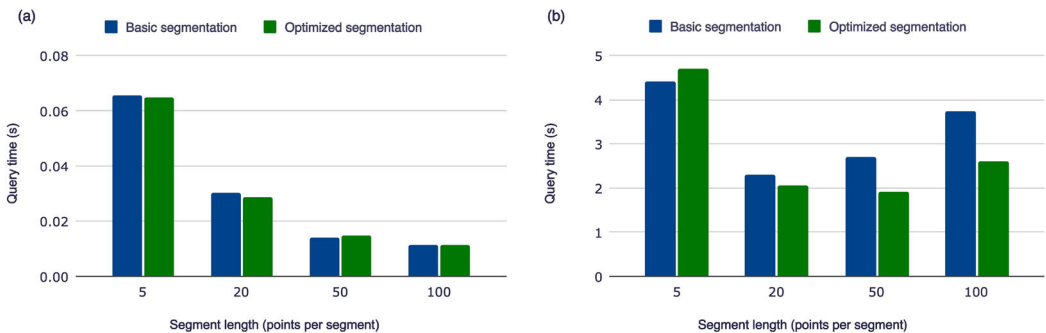 (a)
Basic segmentation Optimized segmentation
0.08
0.06
0.04
0.02
0.00
Query time (s)
5 20 50 100
Segment length (points per segment)
(b)
Basic segmentation Optimized segmentation
5
4
3
2
1
0
Query time (s)
5 20 50 100
Segment length (points per segment)